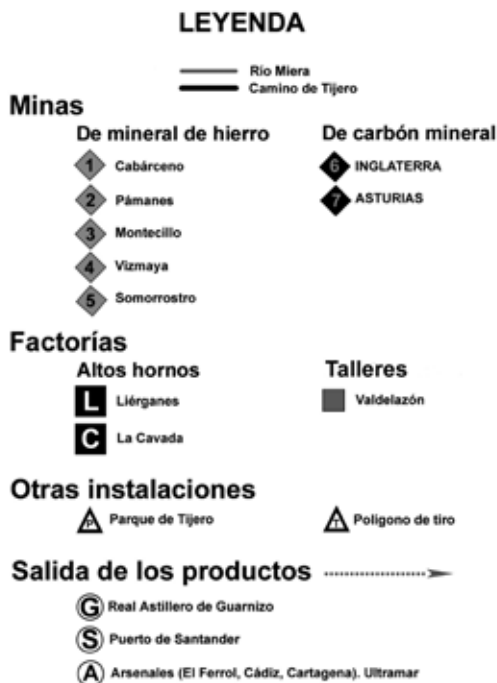 LEYENDA
Río Miera
Camino de Tijero
Minas
De mineral de hierro
1 Cabárceno
2 Pámanes
3 Montecillo
4 Vizmaya
5 Somorrostro
De carbón mineral
6 INGLATERRA
7 ASTURIAS
Factorías
Altos hornos
L Liérganes
C La Cavada
Talleres
Valdelazón
Otras instalaciones
P Parque de Tijero
T Polígono de tiro
Salida de los productos
G Real Astillero de Guarnizo
S Puerto de Santander
A Arsenales (El Ferrol, Cádiz, Cartagena). Ultramar